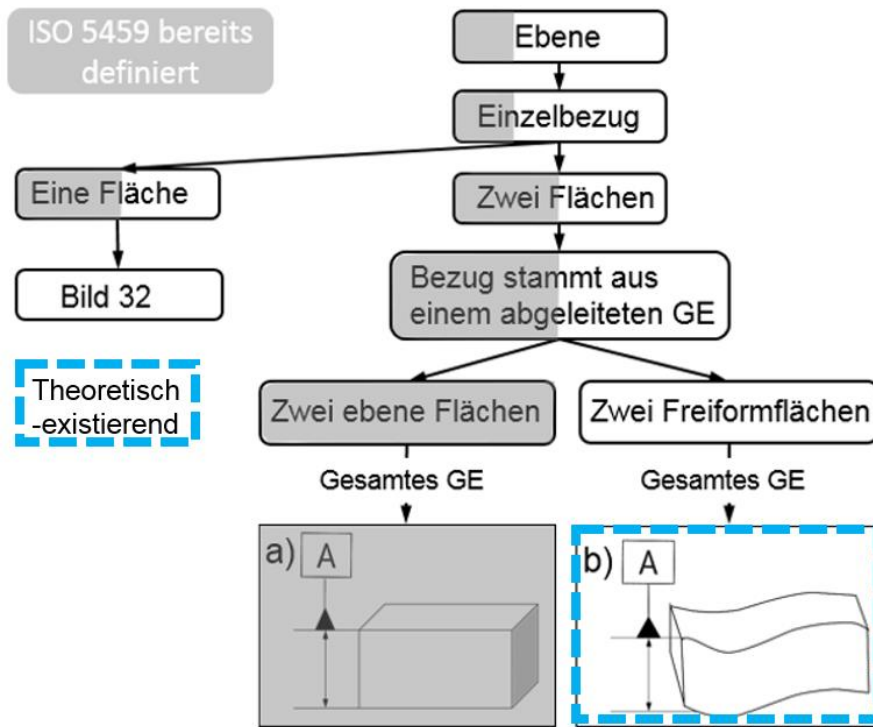 ISO 5459 bereits
definiert
Ebene
Einzelbezug
Eine Fläche
Zwei Flächen
Bild 32
Bezug stammt aus
einem abgeleiteten GE
Theoretisch
-existierend
Zwei ebene Flächen
Zwei Freiformflächen
Gesamtes GE
Gesamtes GE
a) A
b) A